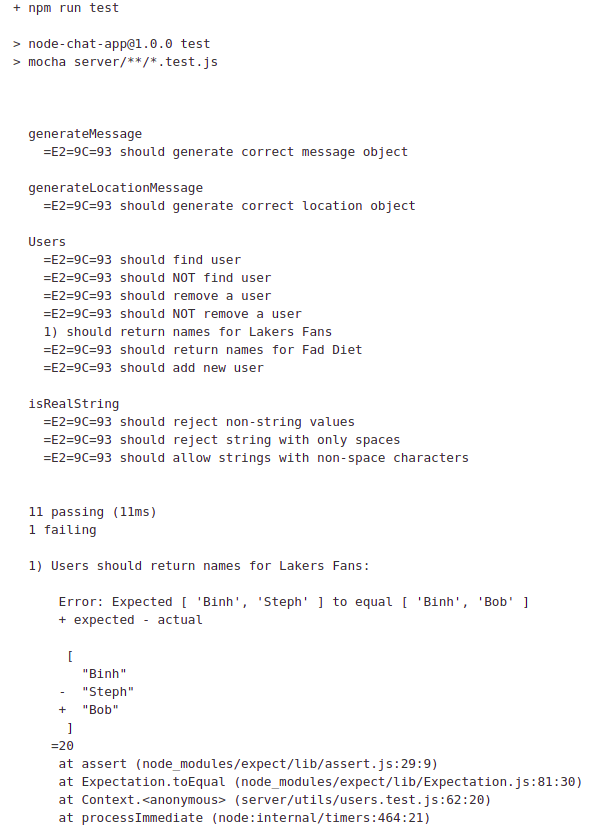 + npm run test
> node-chat-app@1.0.0 test
> mocha server/**/*.test.js
generateMessage
=E2=9C=93 should generate correct message object
generateLocationMessage
=E2=9C=93 should generate correct location object
Users
=E2=9C=93 should find user
=E2=9C=93 should NOT find user
=E2=9C=93 should remove a user
=E2=9C=93 should NOT remove a user
1) should return names for Lakers Fans
=E2=9C=93 should return names for Fad Diet
=E2=9C=93 should add new user
isRealString
=E2=9C=93 should reject non-string values
=E2=9C=93 should reject string with only spaces
=E2=9C=93 should allow strings with non-space characters
11 passing (11ms)
1 failing
1) Users should return names for Lakers Fans:
Error: Expected [ 'Binh', 'Steph' ] to equal [ 'Binh', 'Bob' ]
+ expected - actual
[
"Binh"
- "Steph"
+ "Bob"
]
=20
at assert (node_modules/expect/lib/assert.js:29:9)
at Expectation.toEqual (node_modules/expect/lib/Expectation.js:81:30)
at Context.<anonymous> (server/utils/users.test.js:62:20)
at processImmediate (node:internal/timers:464:21)